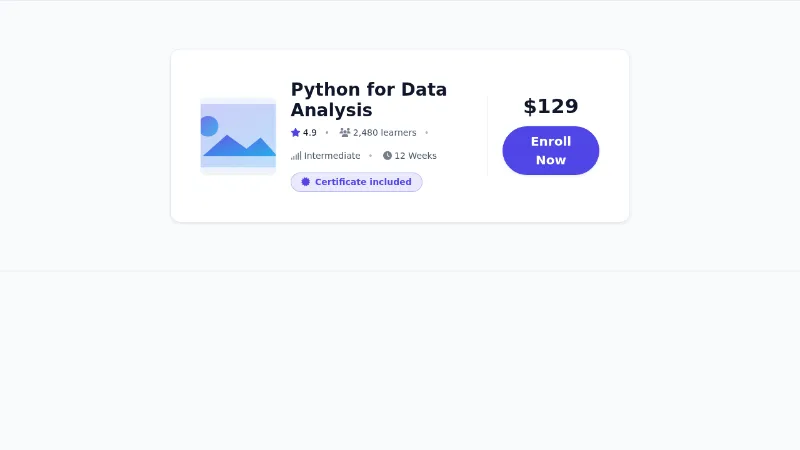 Python for Data
Analysis
4.9 • 2,480 learners •
Intermediate • 12 Weeks
Certificate included
$129
Enroll
Now